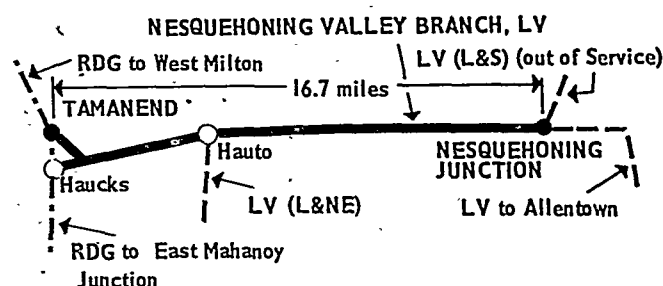 NESQUEHONING VALLEY BRANCH, LV
RDG to West Milton
LV (L&S) (out of Service)
16.7 miles
TAMANEND
Hauto
NESQUEHONING
JUNCTION
Haucks
LV (L&NE)
LV to Allentown
RDG to East Mahanoy
Junction